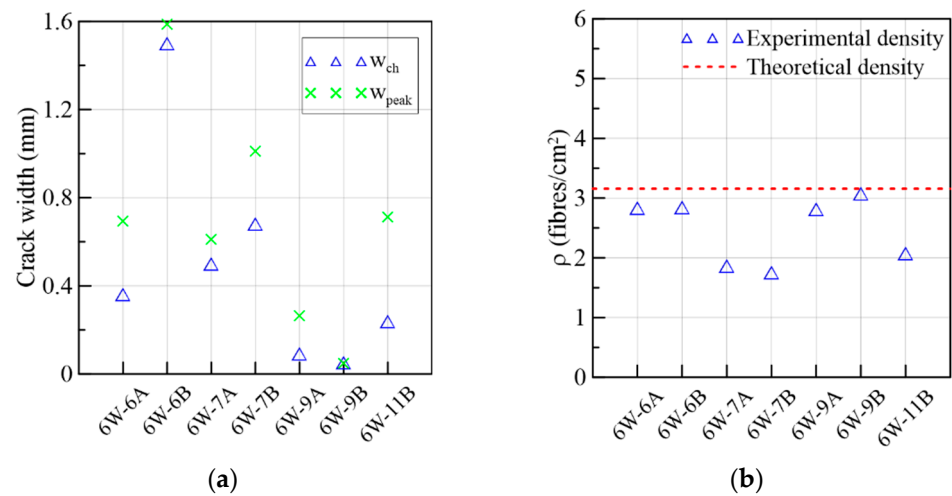 Crack width (mm)
1.6
1.2
0.8
0.4
0
w_ch
w_peak
6W-6A
6W-6B
6W-7A
6W-7B
6W-9A
6W-9B
6W-11B
(a)
ρ (fibres/cm²)
6
5
4
3
2
1
0
Experimental density
Theoretical density
6W-6A
6W-6B
6W-7A
6W-7B
6W-9A
6W-9B
6W-11B
(b)